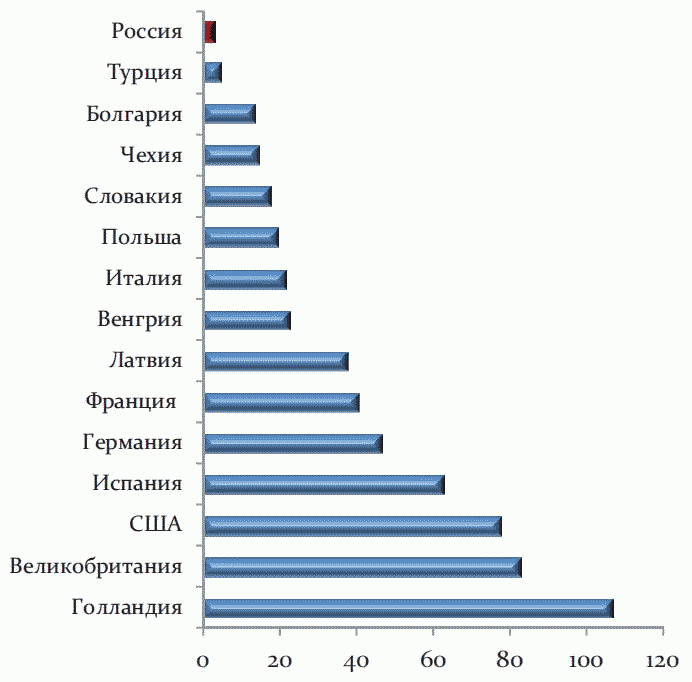 Россия
Турция
Болгария
Чехия
Словакия
Польша
Италия
Венгрия
Латвия
Франция
Германия
Испания
США
Великобритания
Голландия
0 20 40 60 80 100 120